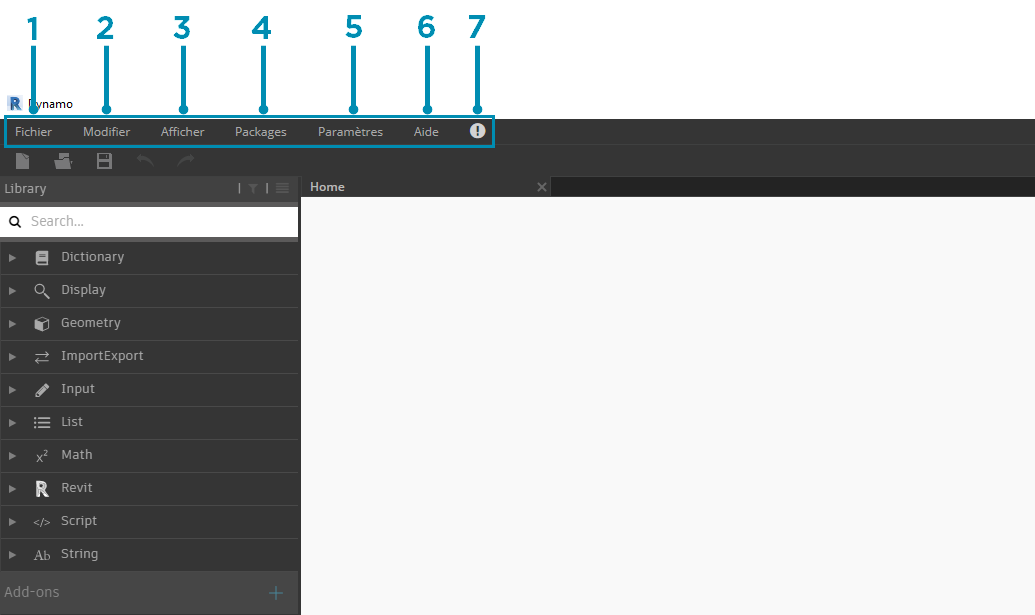 1 2 3 4 5 6 7
Dynamo
Fichier Modifier Afficher Packages Paramètres Aide
Library
Home
Search...
Dictionary
Display
Geometry
ImportExport
Input
List
Math
Revit
Script
String
Add-ons